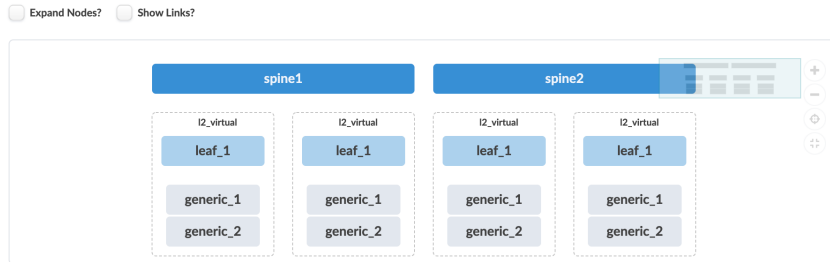 Expand Nodes? Show Links?
spine1 spine2
l2_virtual l2_virtual l2_virtual l2_virtual
leaf_1 leaf_1 leaf_1 leaf_1
generic_1 generic_1 generic_1 generic_1
generic_2 generic_2 generic_2 generic_2